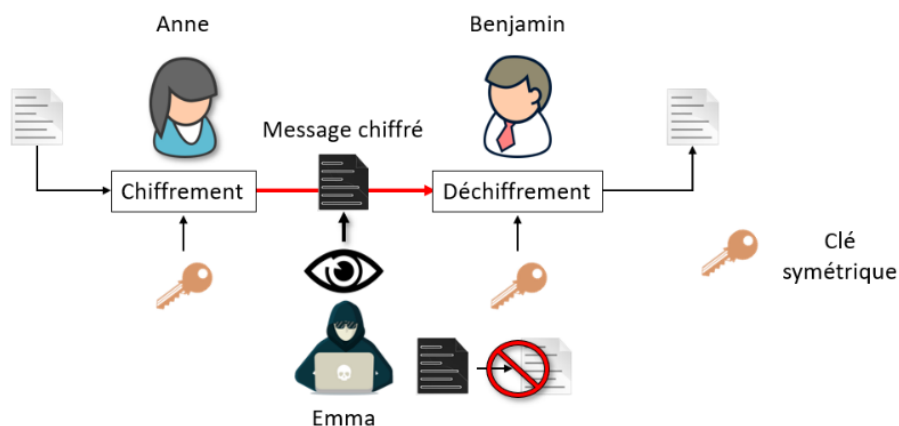 Anne
Benjamin
Message chiffré
Chiffrement
Déchiffrement
Clé
symétrique
Emma